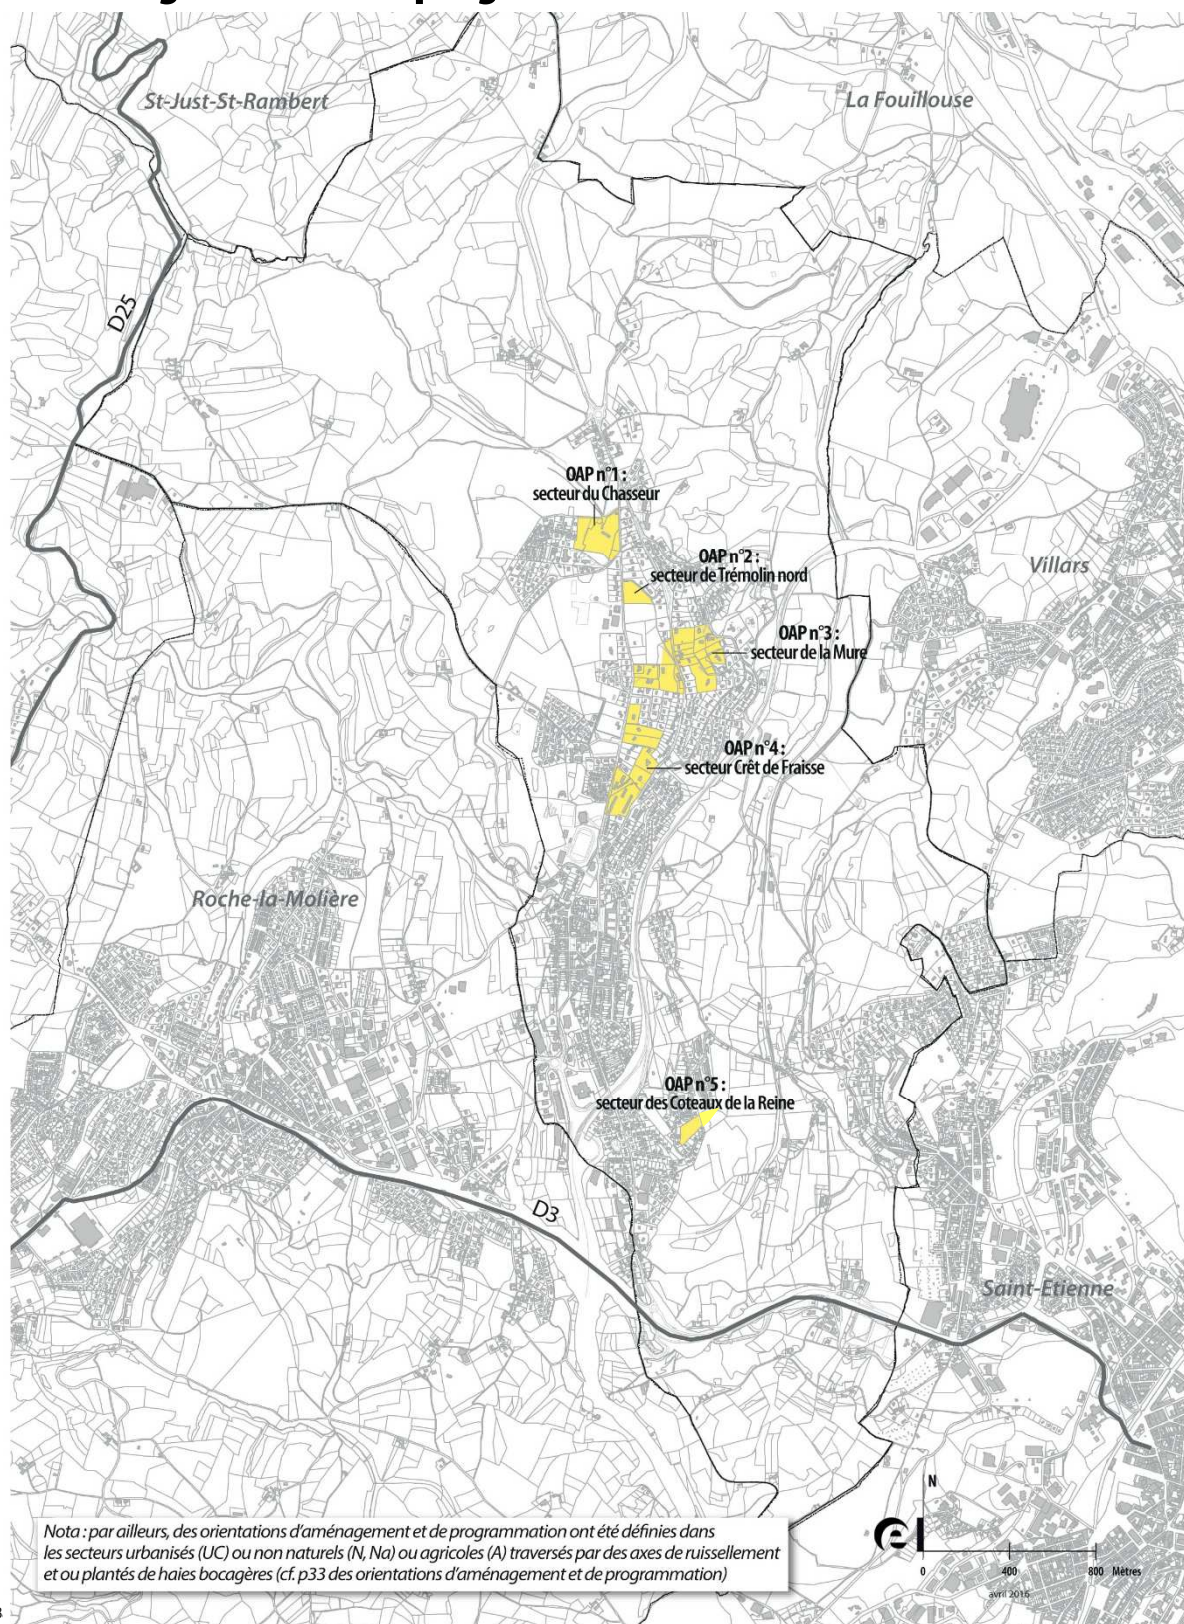 St-Just-St-Rambert
La Fouillouse
D25
OAP n°1 :
secteur du Chasseur
OAP n°2 :
secteur de Trémolin nord
Villars
OAP n°3 :
secteur de la Mure
OAP n°4 :
secteur Crêt de Fraisse
Roche-la-Molière
OAP n°5 :
secteur des Coteaux de la Reine
D3
Saint-Etienne
N
Nota : par ailleurs, des orientations d'aménagement et de programmation ont été définies dans
les secteurs urbanisés (UC) ou non naturels (N, Na) ou agricoles (A) traversés par des axes de ruissellement
et ou plantés de haies bocagères (cf. p33 des orientations d'aménagement et de programmation)
0 400 800 Mètres
avril 2016